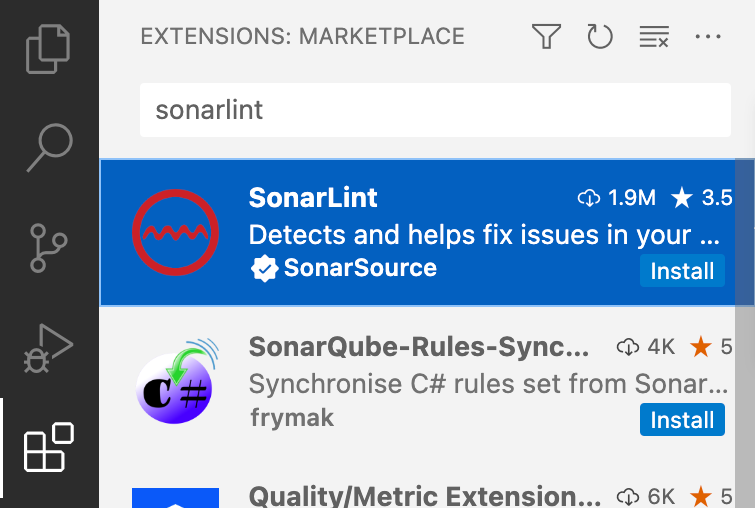 EXTENSIONS: MARKETPLACE
sonarlint
SonarLint 1.9M 3.5
Detects and helps fix issues in your ...
SonarSource Install
SonarQube-Rules-Sync... 4K 5
Synchronise C# rules set from Sonar...
frymak Install
C#
Quality/Metric Extension... 6K 5